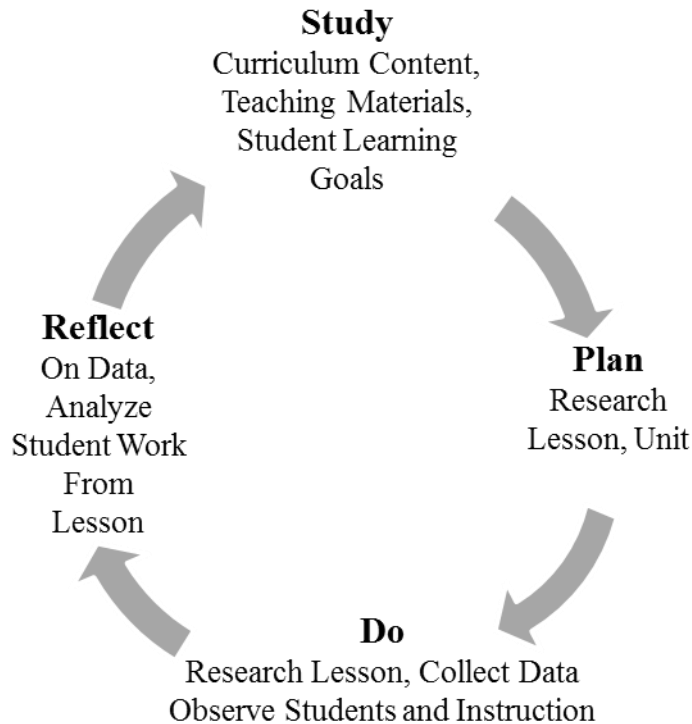 Study
Curriculum Content,
Teaching Materials,
Student Learning
Goals
Plan
Research
Lesson, Unit
Do
Research Lesson, Collect Data
Observe Students and Instruction
Reflect
On Data,
Analyze
Student Work
From
Lesson